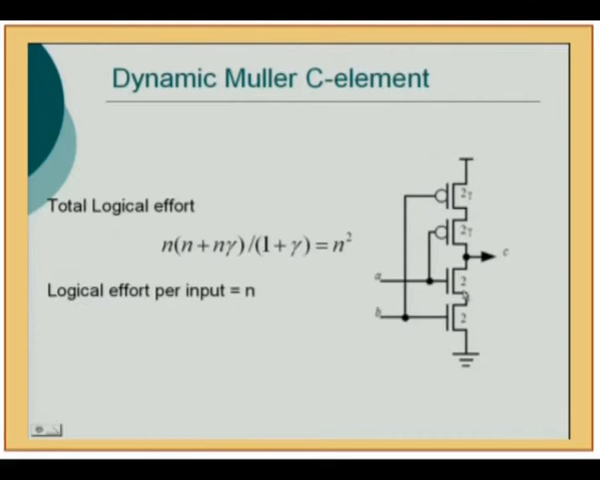 Dynamic Muller C-element
Total Logical effort
n(n + nγ)/(1 + γ) = n²
Logical effort per input = n
2γ
2γ
c
a
2
b
2